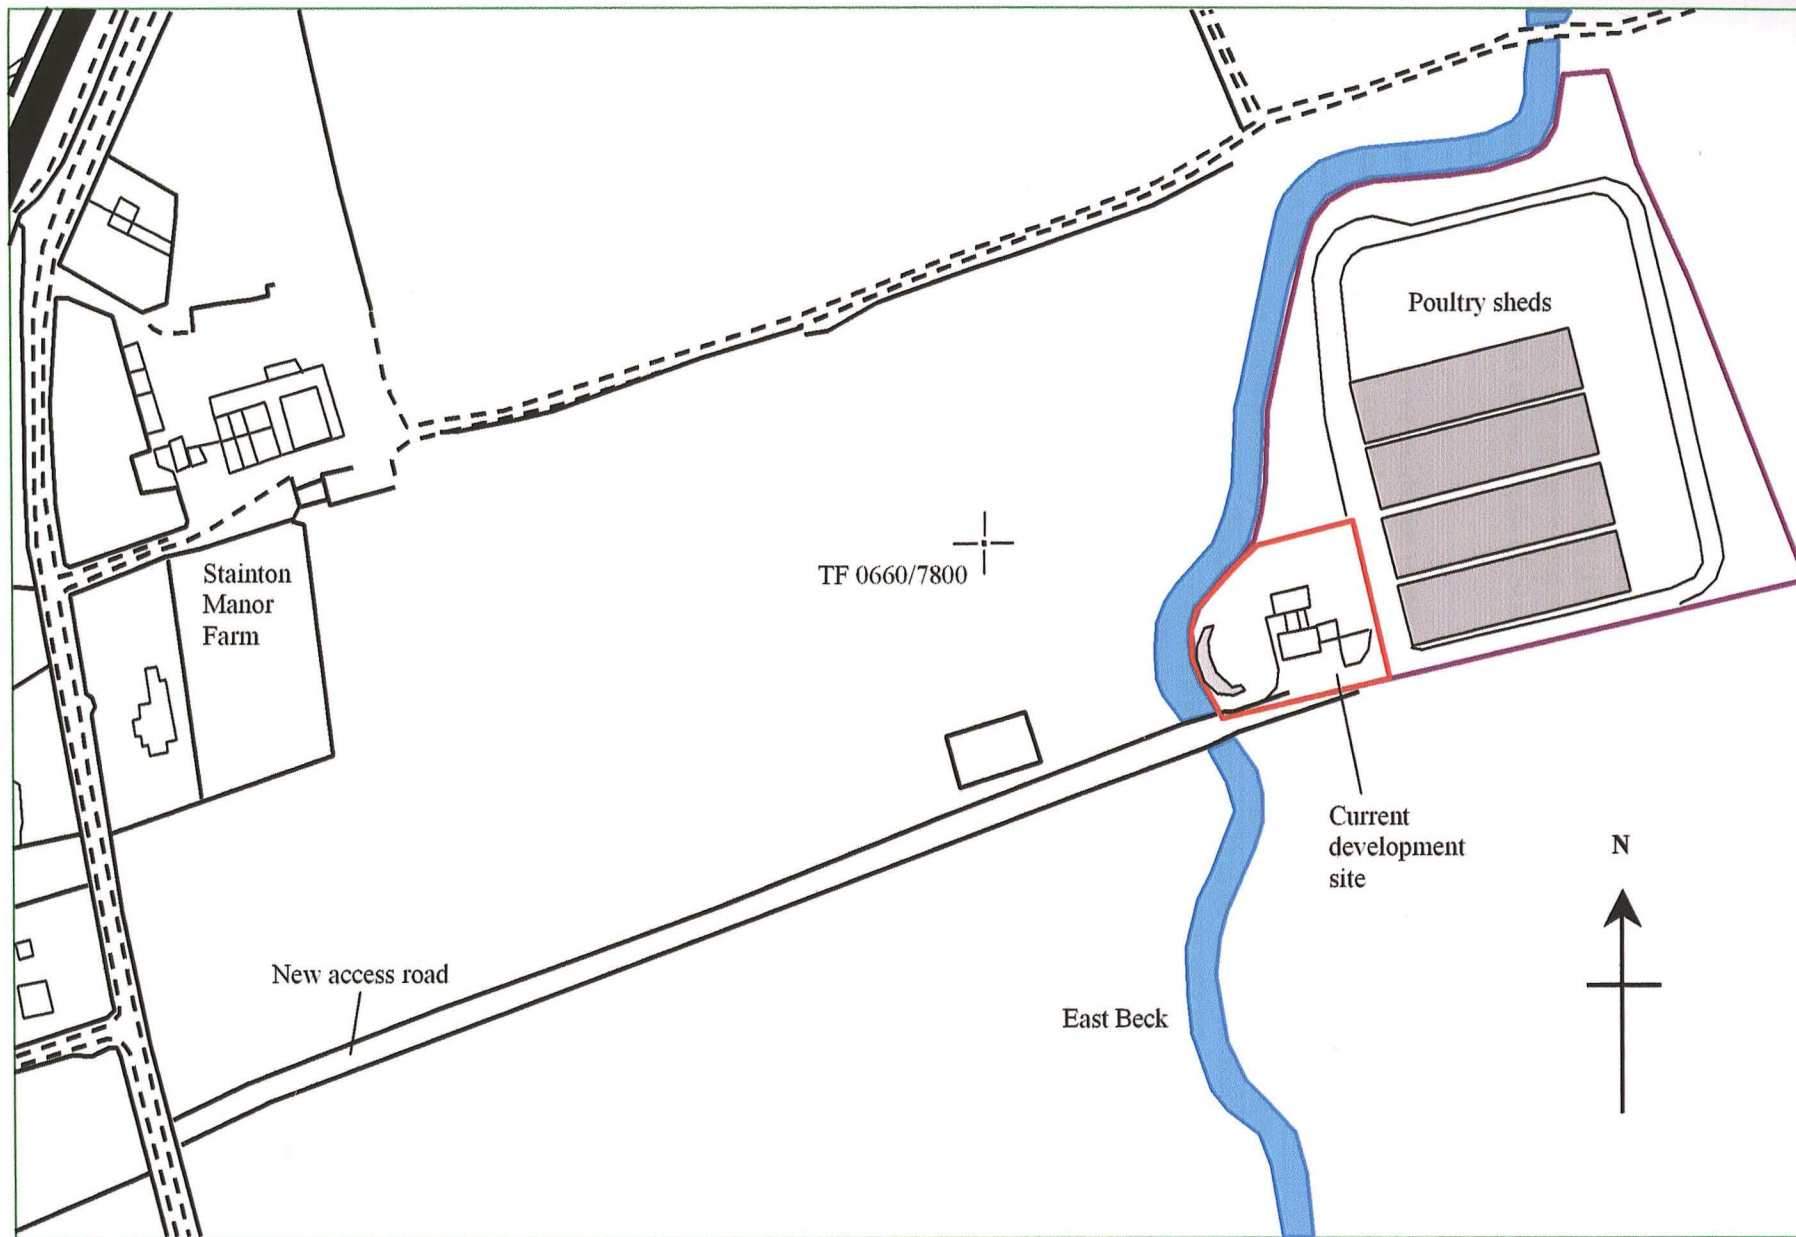 Poultry sheds
TF 0660/7800
Stainton
Manor
Farm
Current
development
site
N
New access road
East Beck